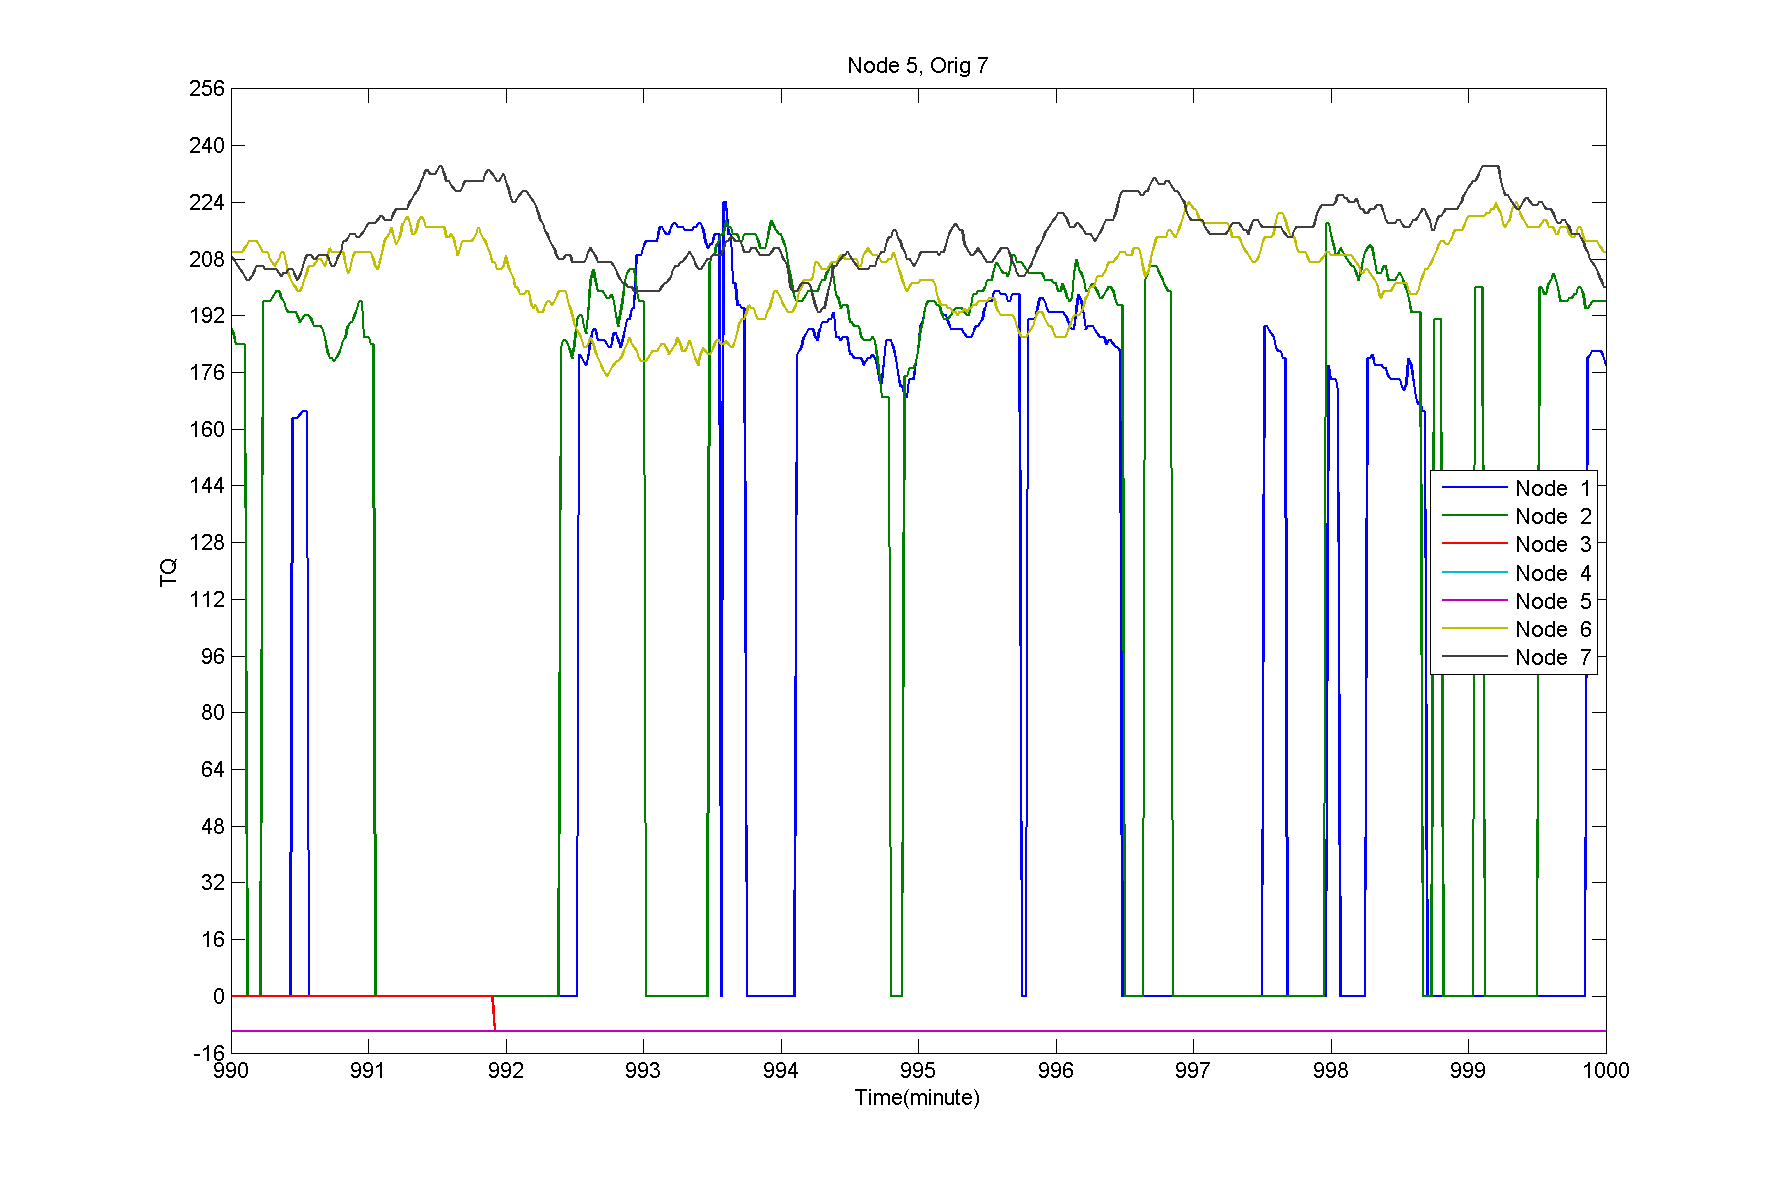 Node 5, Orig 7
256
240
224
208
192
176
160
144
128
112
96
80
64
48
32
16
0
-16
TQ
Node 1
Node 2
Node 3
Node 4
Node 5
Node 6
Node 7
990 991 992 993 994 995 996 997 998 999 1000
Time(minute)